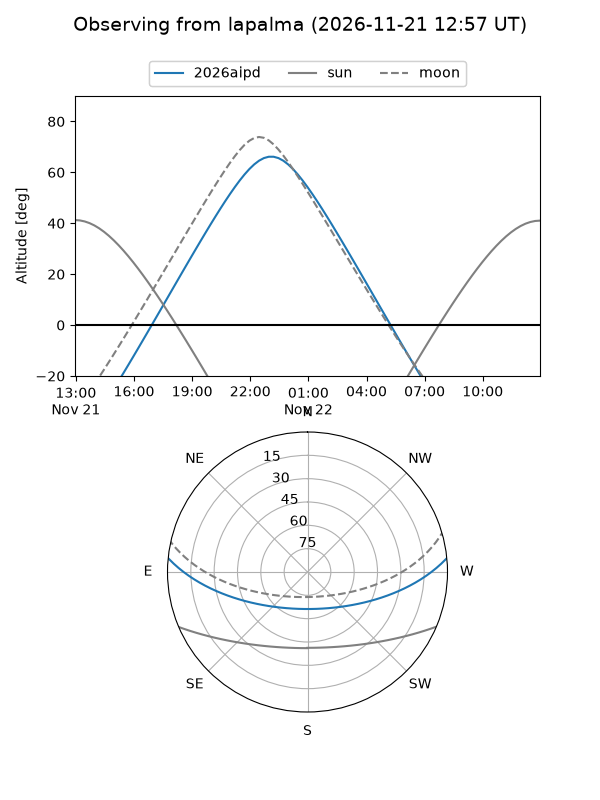 Observing from lapalma (2026-11-21 12:57 UT)
2026aipd sun moon
Altitude [deg]
80
60
40
20
0
−20
13:00 16:00 19:00 22:00 01:00 04:00 07:00 10:00
Nov 21 Nov 22
N
NE NW
15
30
45
60
75
E W
SE SW
S